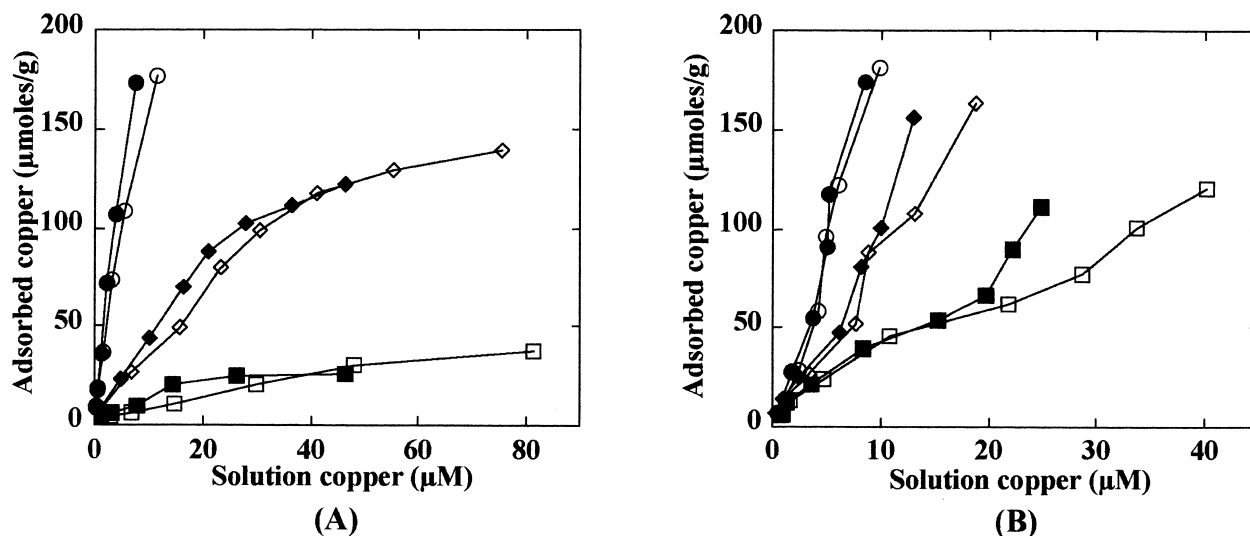 200
150
100
50
0
Adsorbed copper (μmoles/g)
0 20 40 60 80
Solution copper (μM)
(A)
200
150
100
50
0
Adsorbed copper (μmoles/g)
0 10 20 30 40
Solution copper (μM)
(B)